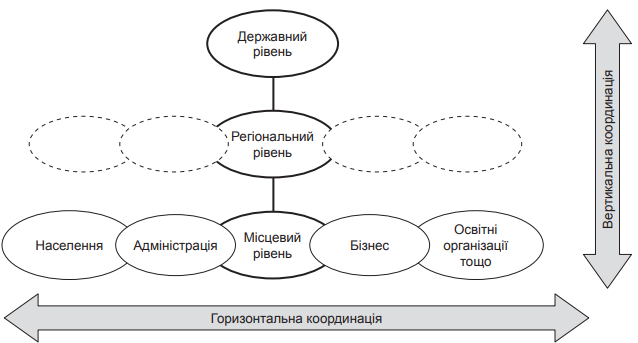 Державний
рівень
Регіональний
рівень
Населення
Адміністрація
Місцевий
рівень
Бізнес
Освітні
організації
тощо
Горизонтальна координація
Вертикальна координація